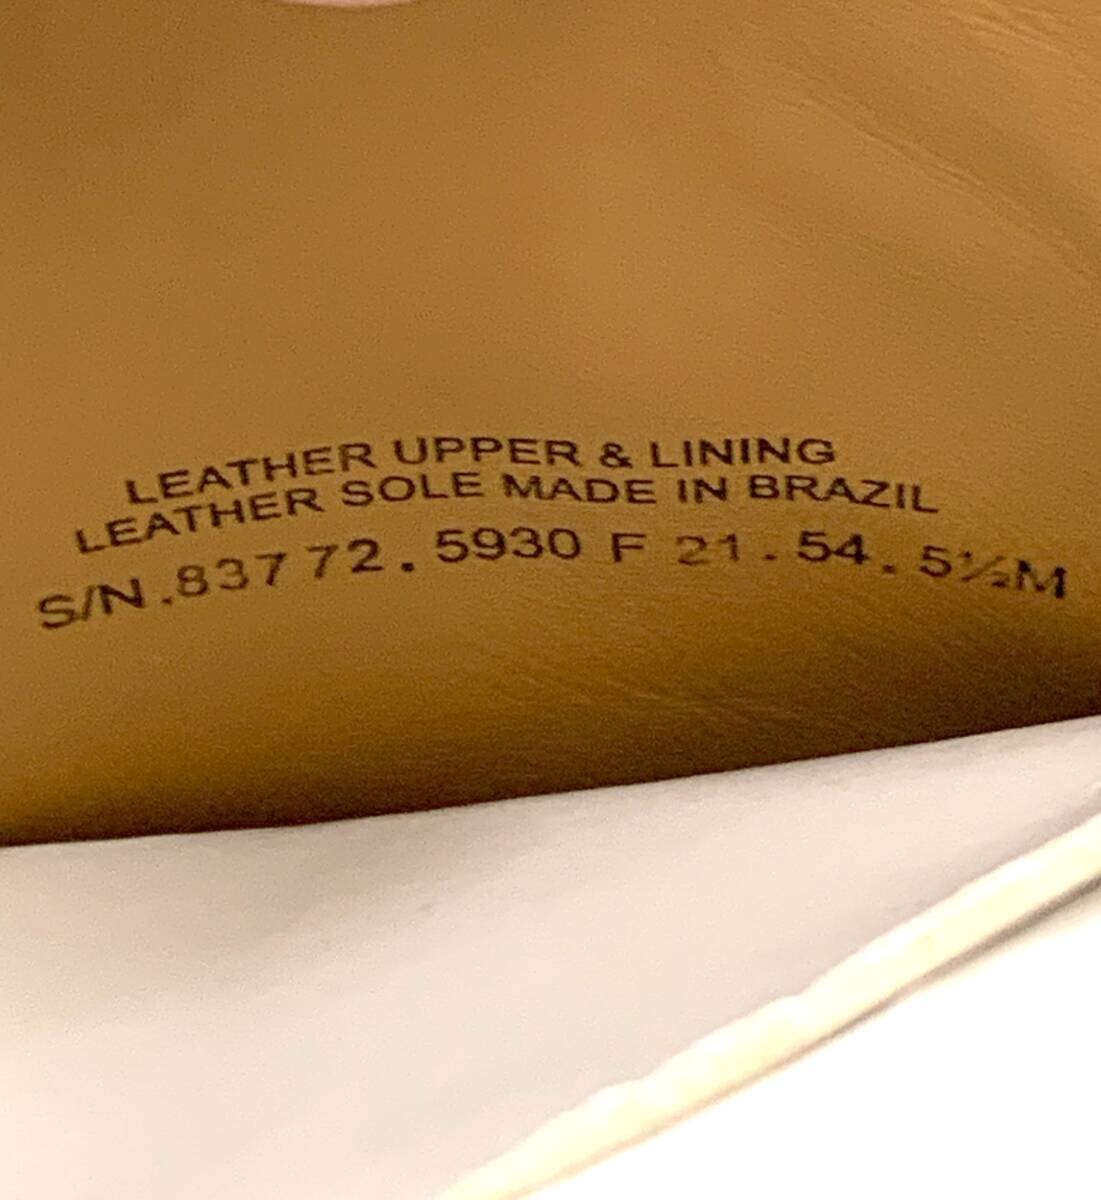 LEATHER UPPER & LINING
LEATHER SOLE MADE IN BRAZIL
S/N.83772.5930 F 21.54.5½M